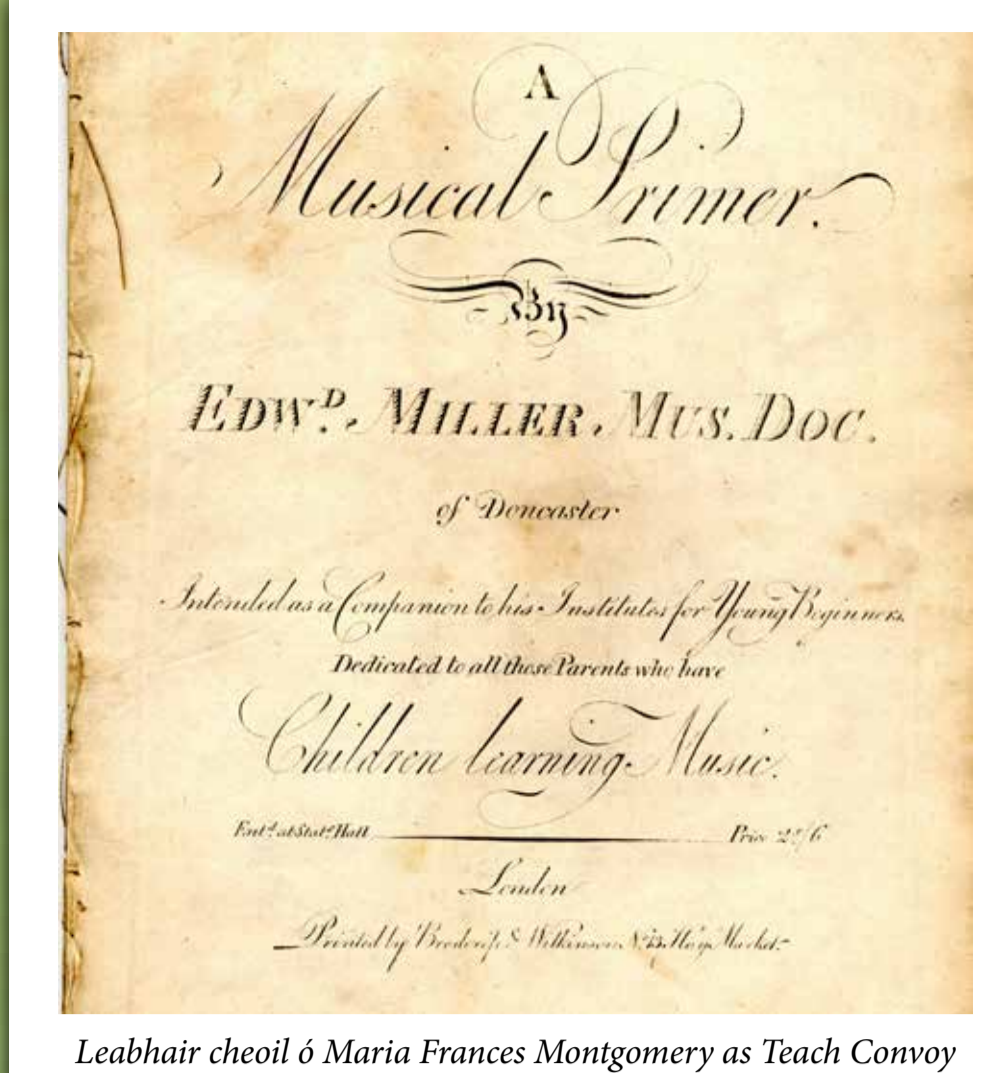 A
Musical Primer.
By
EDWD. MILLER. MUS. DOC.
of Doncaster
Intended as a Companion to his Institutes for Young Beginners.
Dedicated to all those Parents who have
Children learning Music.
Entd. at Stats. Hall Price 2s/6
London
Printed by Broderip & Wilkinson No. 13 Hay Market.
Leabhair cheoil ó Maria Frances Montgomery as Teach Convoy